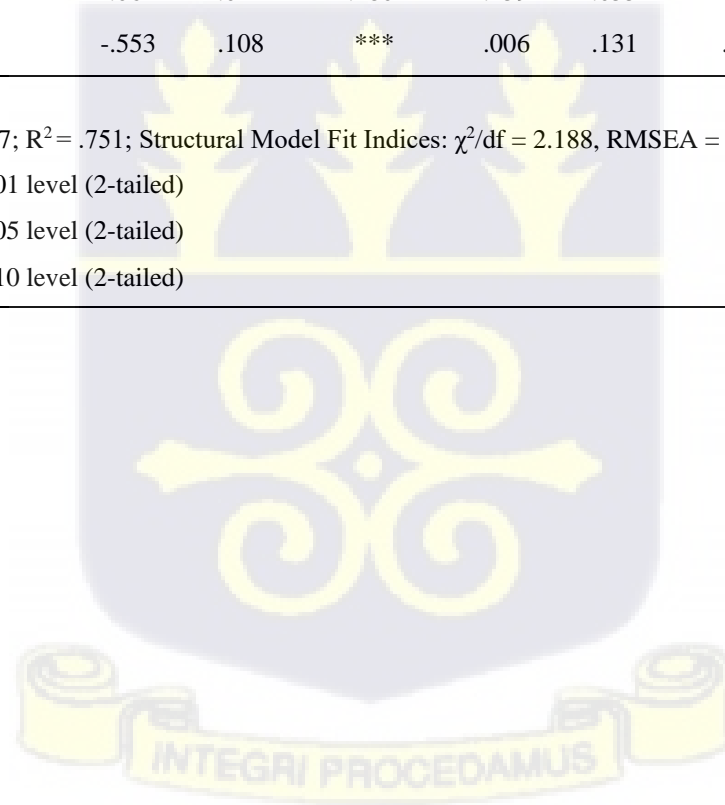 -.553 .108 *** .006 .131
7; R² = .751; Structural Model Fit Indices: χ²/df = 2.188, RMSEA =
01 level (2-tailed)
05 level (2-tailed)
10 level (2-tailed)
INTEGRI PROCEDAMUS